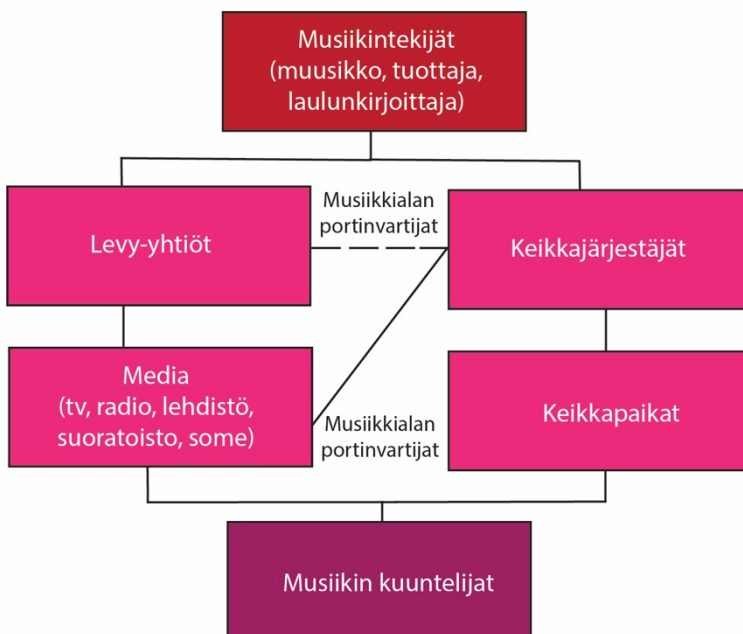 Musiikintekijät
(muusikko, tuottaja,
laulunkirjoittaja)
Levy-yhtiöt
Musiikkialan
portinvartijat
Keikkajärjestäjät
Media
(tv, radio, lehdistö,
suoratoisto, some)
Musiikkialan
portinvartijat
Keikkapaikat
Musiikin kuuntelijat